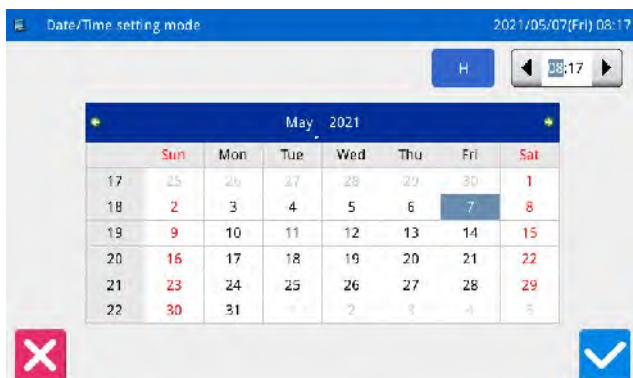 Date/Time setting mode 2021/05/07(Fri) 08:17
H 08:17
May 2021
Sun Mon Tue Wed Thu Fri Sat
17 25 26 27 28 29 30 1
18 2 3 4 5 6 7 8
19 9 10 11 12 13 14 15
20 16 17 18 19 20 21 22
21 23 24 25 26 27 28 29
22 30 31 1 2 3 4 5